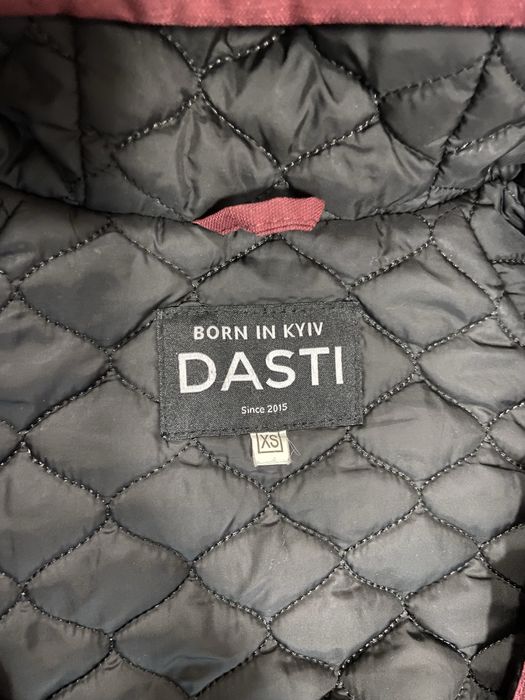 BORN IN KYIV
DASTI
Since 2015
XS